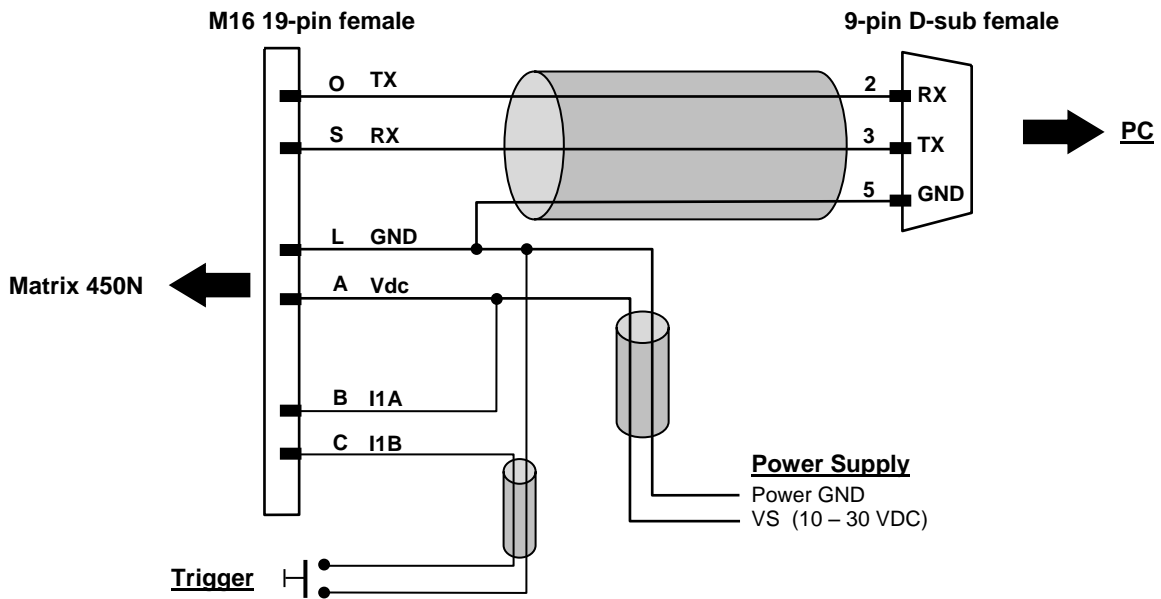 M16 19-pin female
9-pin D-sub female
O TX
2 RX
S RX
3 TX
PC
5 GND
L GND
Matrix 450N
A Vdc
B I1A
C I1B
Power Supply
Power GND
VS (10 – 30 VDC)
Trigger